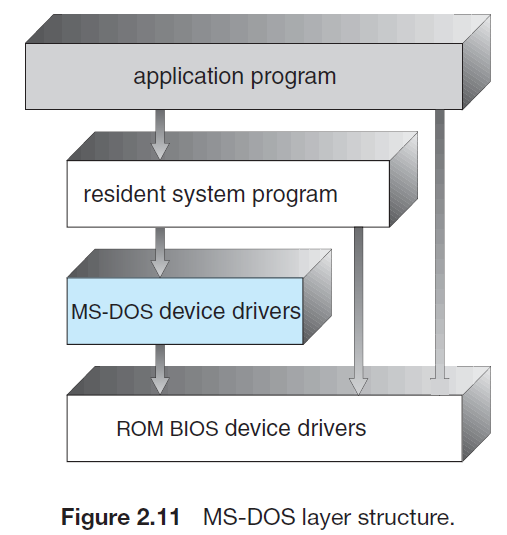 application program
resident system program
MS-DOS device drivers
ROM BIOS device drivers
Figure 2.11 MS-DOS layer structure.